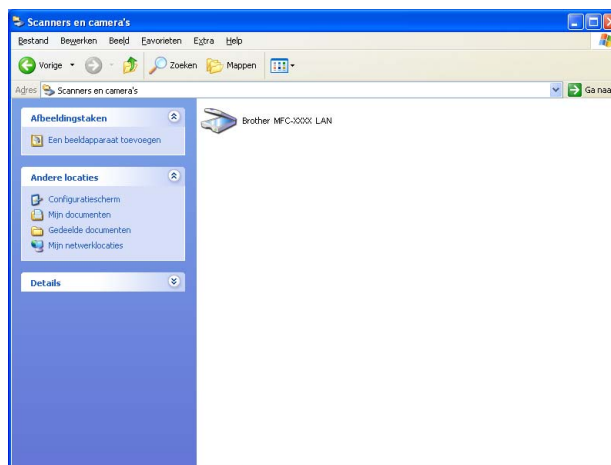 Scanners en camera's
Bestand Bewerken Beeld Favorieten Extra Help
Vorige Zoeken Mappen
Adres Scanners en camera's Ga naa
Afbeeldingstaken
Een beeldapparaat toevoegen
Andere locaties
Configuratiescherm
Mijn documenten
Gedeelde documenten
Mijn netwerklocaties
Details
Brother MFC-XXXX LAN